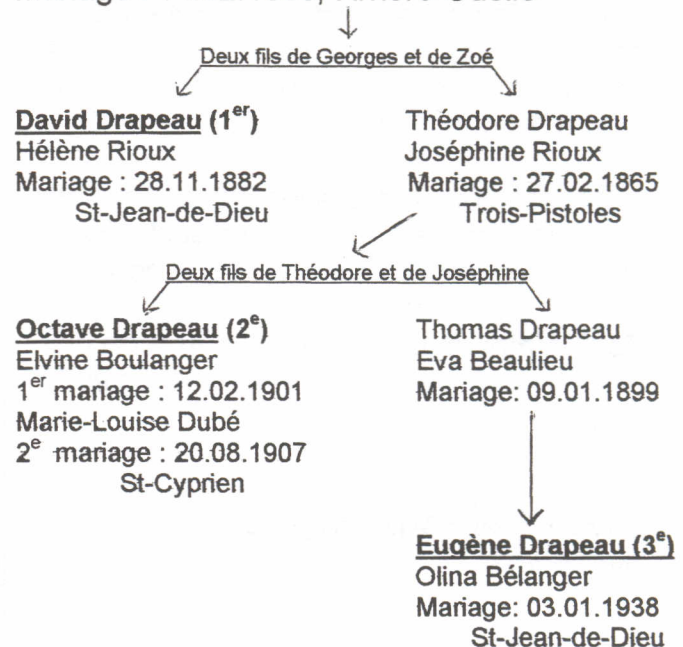 Deux fils de Georges et de Zoé
David Drapeau (1er)
Hélène Rioux
Mariage : 28.11.1882
St-Jean-de-Dieu
Théodore Drapeau
Joséphine Rioux
Mariage : 27.02.1865
Trois-Pistoles
Deux fils de Théodore et de Joséphine
Octave Drapeau (2e)
Elvine Boulanger
1er mariage : 12.02.1901
Marie-Louise Dubé
2e mariage : 20.08.1907
St-Cyprien
Thomas Drapeau
Eva Beaulieu
Mariage: 09.01.1899
Eugène Drapeau (3e)
Olina Bélanger
Mariage: 03.01.1938
St-Jean-de-Dieu